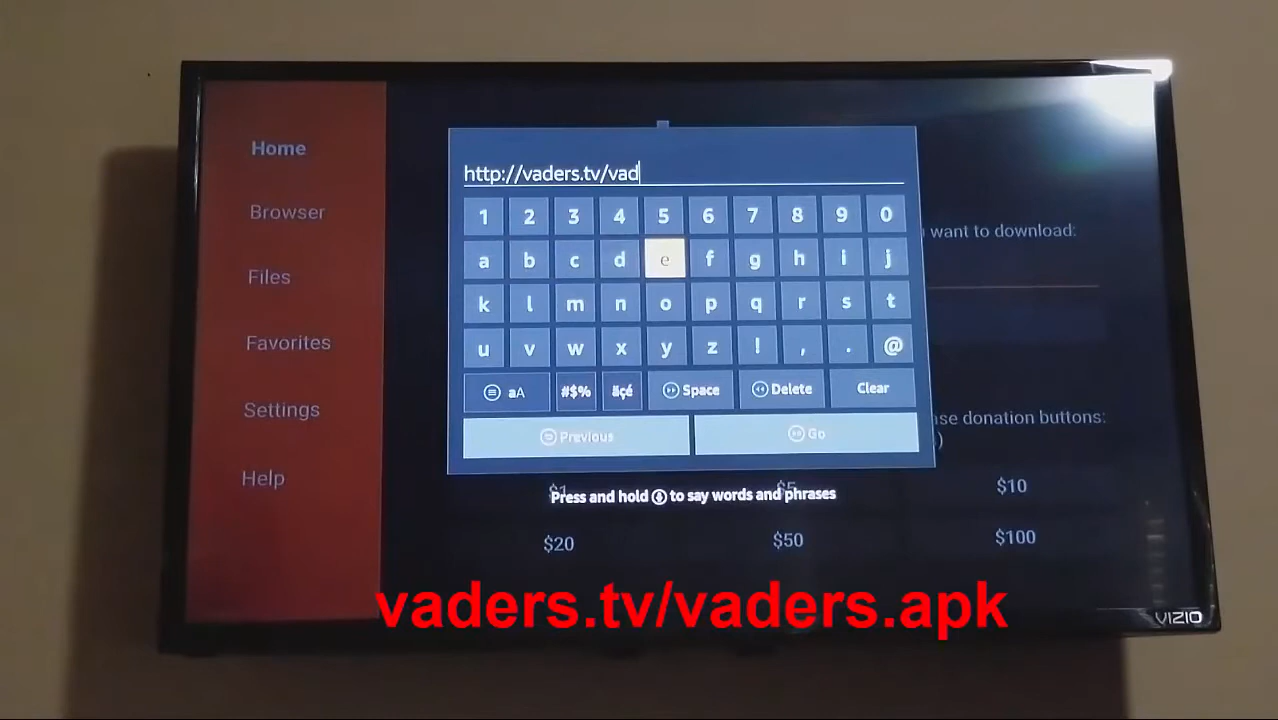 Home
Browser
Files
Favorites
Settings
Help
http://vaders.tv/vad
1 2 3 4 5 6 7 8 9 0
a b c d e f g h i j
k l m n o p q r s t
u v w x y z ! , . @
aA #$% äçé Space Delete Clear
Previous Go
want to download:
donation buttons:
)
Press and hold to say words and phrases
$1 $5 $10
$20 $50 $100
vaders.tv/vaders.apk
VIZIO